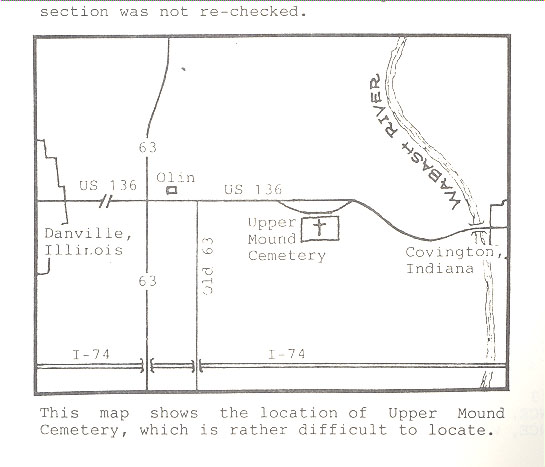 section was not re-checked.
WABASH RIVER
63
Olin
US 136
US 136
Upper
Mound
Cemetery
Danville,
Illinois
Old 63
Covington,
Indiana
63
I-74
I-74
This map shows the location of Upper Mound
Cemetery, which is rather difficult to locate.